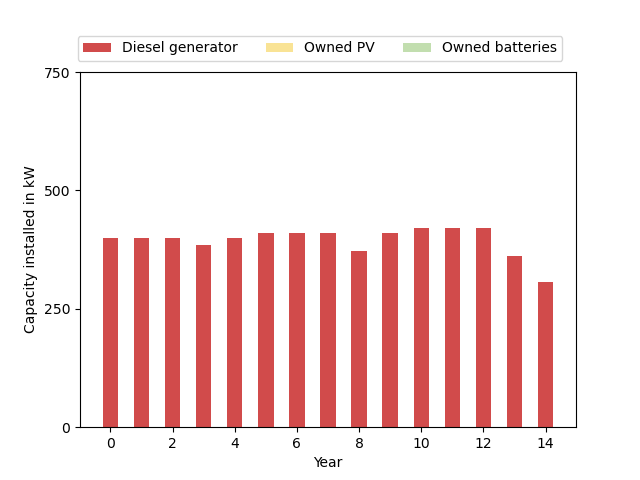 Diesel generator Owned PV Owned batteries
750
500
250
0
Capacity installed in kW
0 2 4 6 8 10 12 14
Year